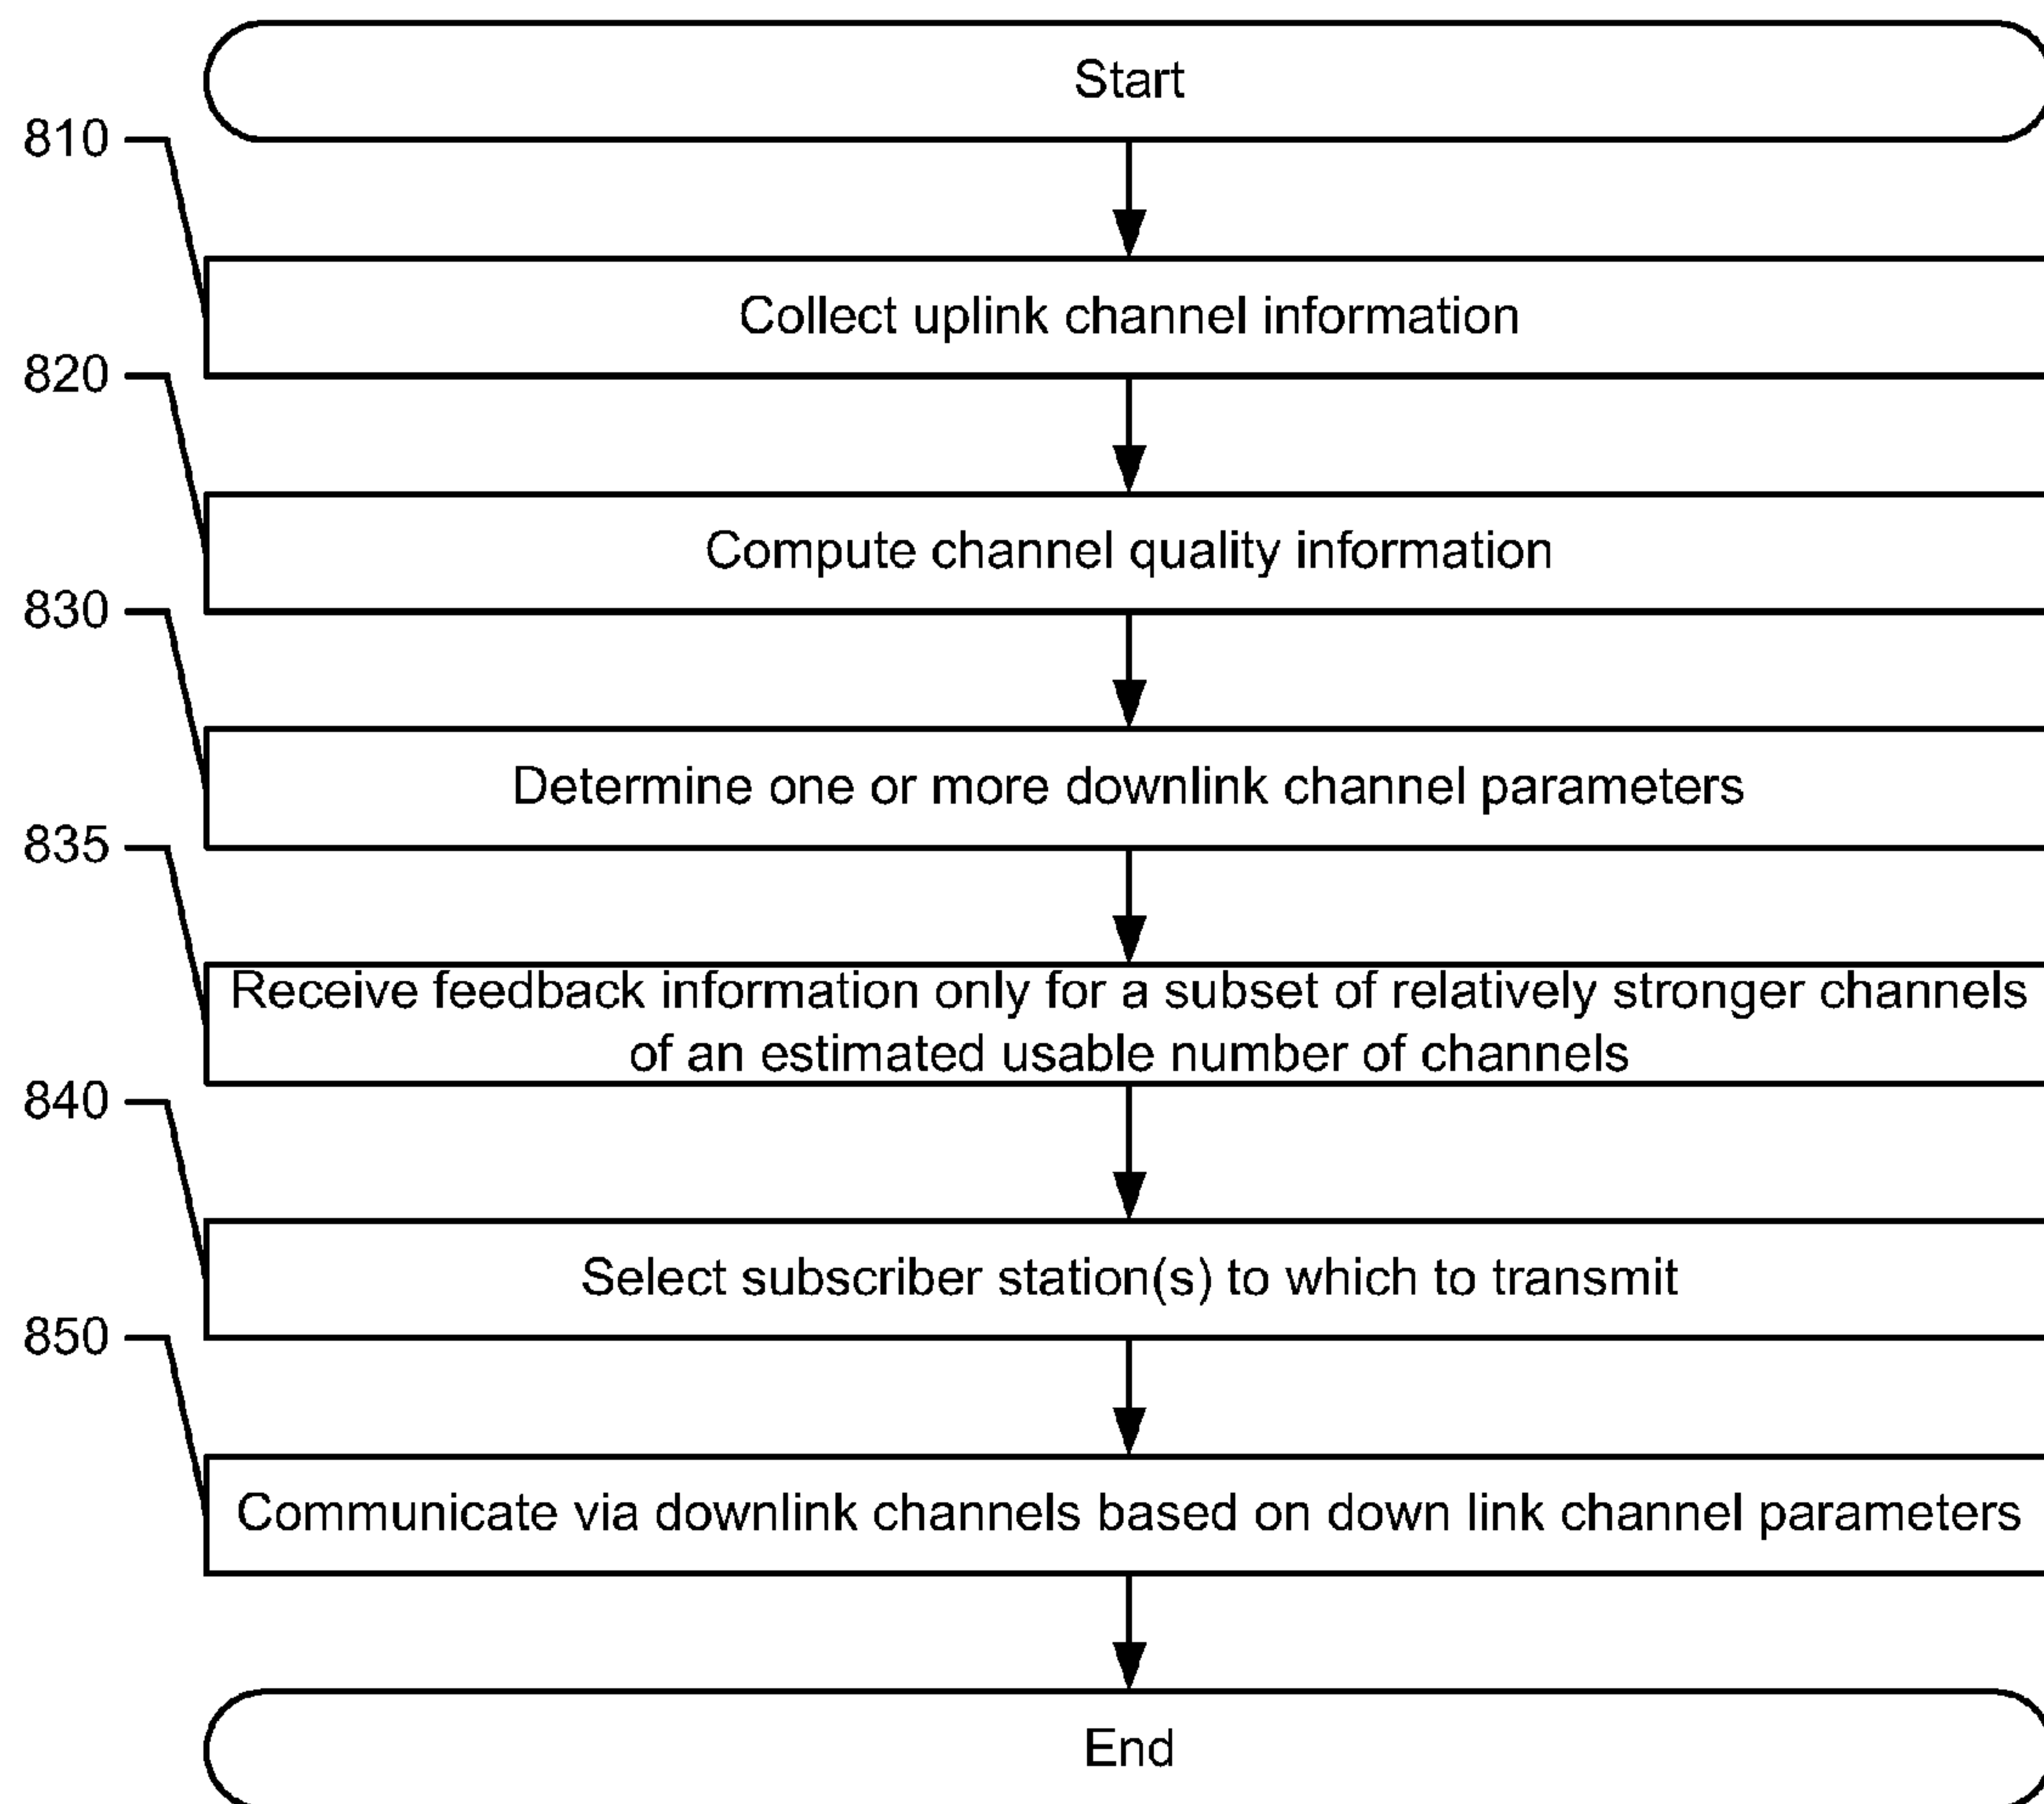 Start
810
Collect uplink channel information
820
Compute channel quality information
830
Determine one or more downlink channel parameters
835
Receive feedback information only for a subset of relatively stronger channels
of an estimated usable number of channels
840
Select subscriber station(s) to which to transmit
850
Communicate via downlink channels based on down link channel parameters
End